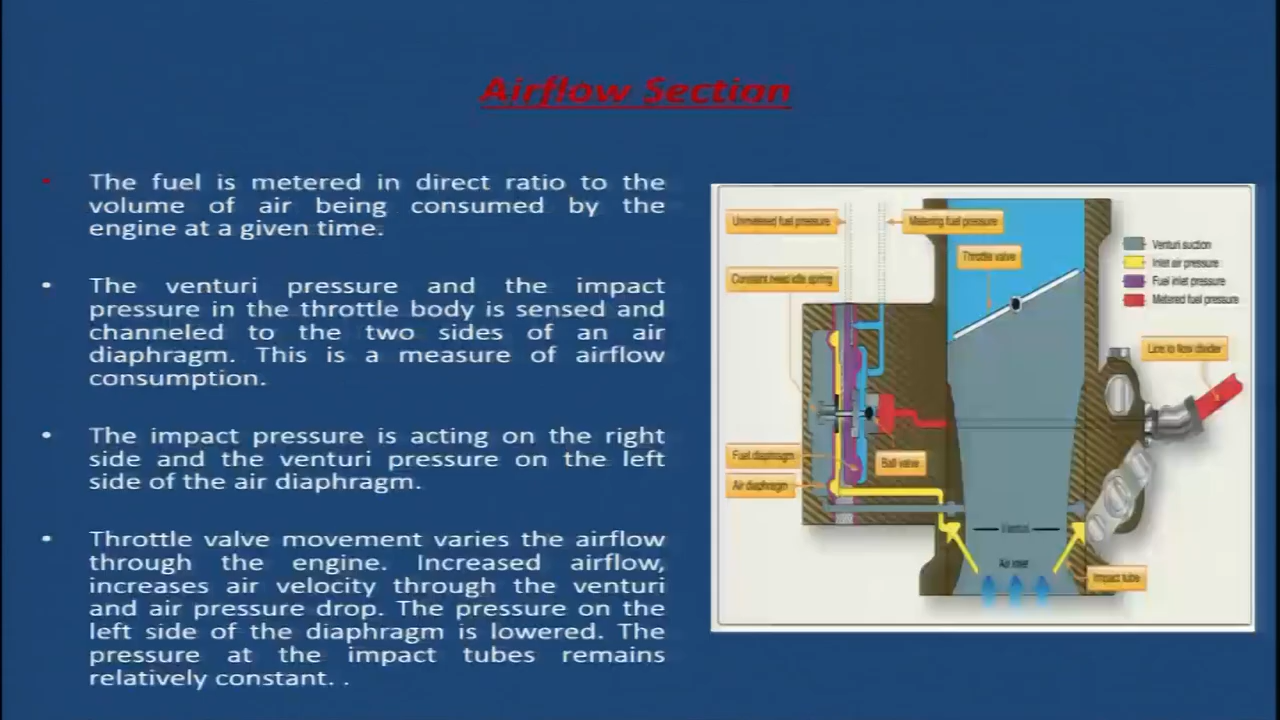 Airflow Section
• The fuel is metered in direct ratio to the
volume of air being consumed by the
engine at a given time.
• The venturi pressure and the impact
pressure in the throttle body is sensed and
channeled to the two sides of an air
diaphragm. This is a measure of airflow
consumption.
• The impact pressure is acting on the right
side and the venturi pressure on the left
side of the air diaphragm.
• Throttle valve movement varies the airflow
through the engine. Increased airflow,
increases air velocity through the venturi
and air pressure drop. The pressure on the
left side of the diaphragm is lowered. The
pressure at the impact tubes remains
relatively constant. .
Unmetered fuel pressure
Metering fuel pressure
Throttle valve
Constant head idle spring
Venturi suction
Inlet air pressure
Fuel inlet pressure
Metered fuel pressure
Line to flow divider
Fuel diaphragm
Ball valve
Air diaphragm
Venturi
Air inlet
Impact tube